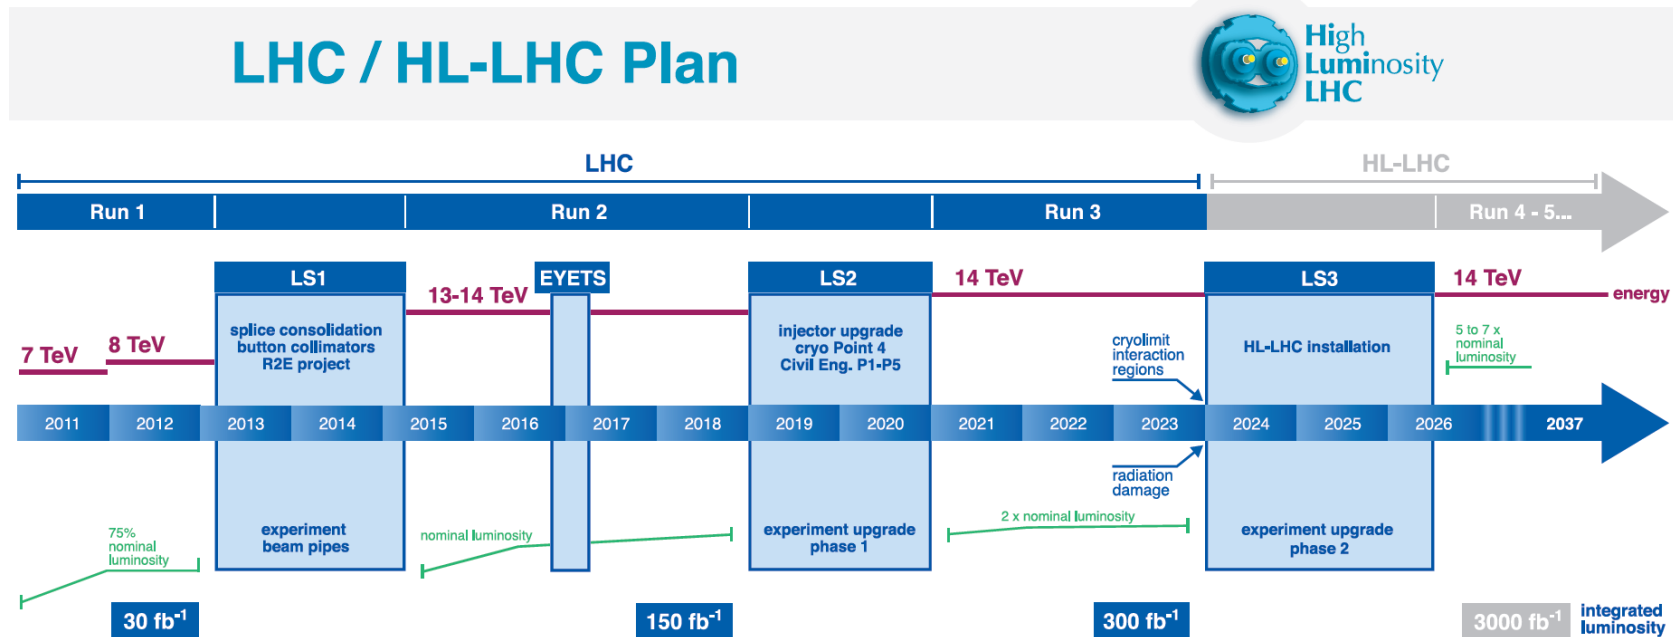 LHC / HL-LHC Plan
High
Luminosity
LHC
LHC
HL-LHC
Run 1
Run 2
Run 3
Run 4 - 5...
LS1
EYETS
LS2
LS3
13-14 TeV
14 TeV
14 TeV
energy
7 TeV
8 TeV
splice consolidation
button collimators
R2E project
injector upgrade
cryo Point 4
Civil Eng. P1-P5
cryolimit
interaction
regions
HL-LHC installation
5 to 7 x
nominal
luminosity
2011
2012
2013
2014
2015
2016
2017
2018
2019
2020
2021
2022
2023
2024
2025
2026
2037
radiation
damage
75%
nominal
luminosity
experiment
beam pipes
nominal luminosity
experiment upgrade
phase 1
2 x nominal luminosity
experiment upgrade
phase 2
30 fb⁻¹
150 fb⁻¹
300 fb⁻¹
3000 fb⁻¹
integrated
luminosity